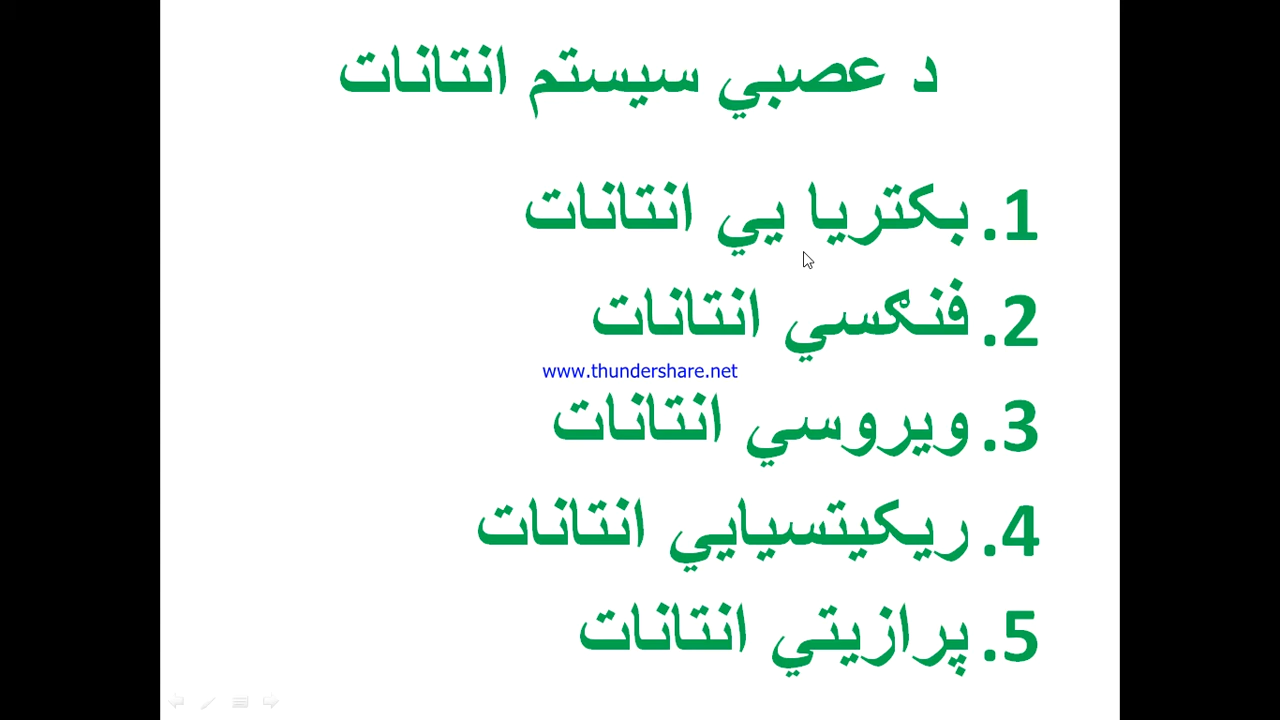 د عصبي سيستم انتانات
1. بکتریا یي انتانات
2. فنګسي انتانات
www.thundershare.net
3. ویروسي انتانات
4. ریکیتسیایي انتانات
5. پرازیتي انتانات